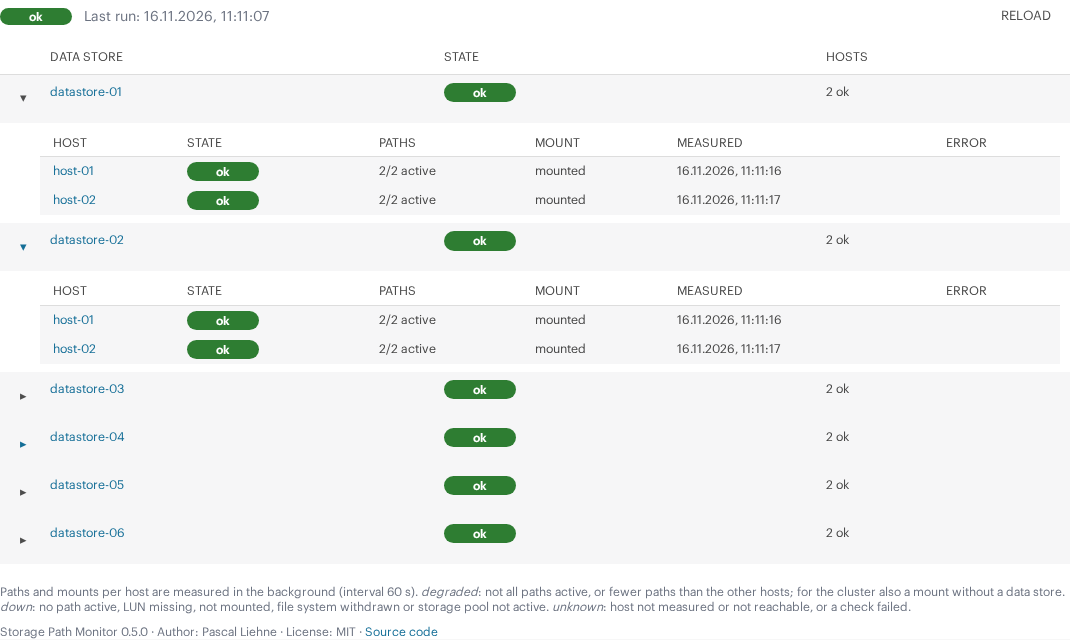 ok Last run: 16.11.2026, 11:11:07 RELOAD
DATA STORE STATE HOSTS
▾ datastore-01 ok 2 ok
HOST STATE PATHS MOUNT MEASURED ERROR
host-01 ok 2/2 active mounted 16.11.2026, 11:11:16
host-02 ok 2/2 active mounted 16.11.2026, 11:11:17
▾ datastore-02 ok 2 ok
HOST STATE PATHS MOUNT MEASURED ERROR
host-01 ok 2/2 active mounted 16.11.2026, 11:11:16
host-02 ok 2/2 active mounted 16.11.2026, 11:11:17
▸ datastore-03 ok 2 ok
▸ datastore-04 ok 2 ok
▸ datastore-05 ok 2 ok
▸ datastore-06 ok 2 ok
Paths and mounts per host are measured in the background (interval 60 s). degraded: not all paths active, or fewer paths than the other hosts; for the cluster also a mount without a data store.
down: no path active, LUN missing, not mounted, file system withdrawn or storage pool not active. unknown: host not measured or not reachable, or a check failed.
Storage Path Monitor 0.5.0 · Author: Pascal Liehne · License: MIT · Source code